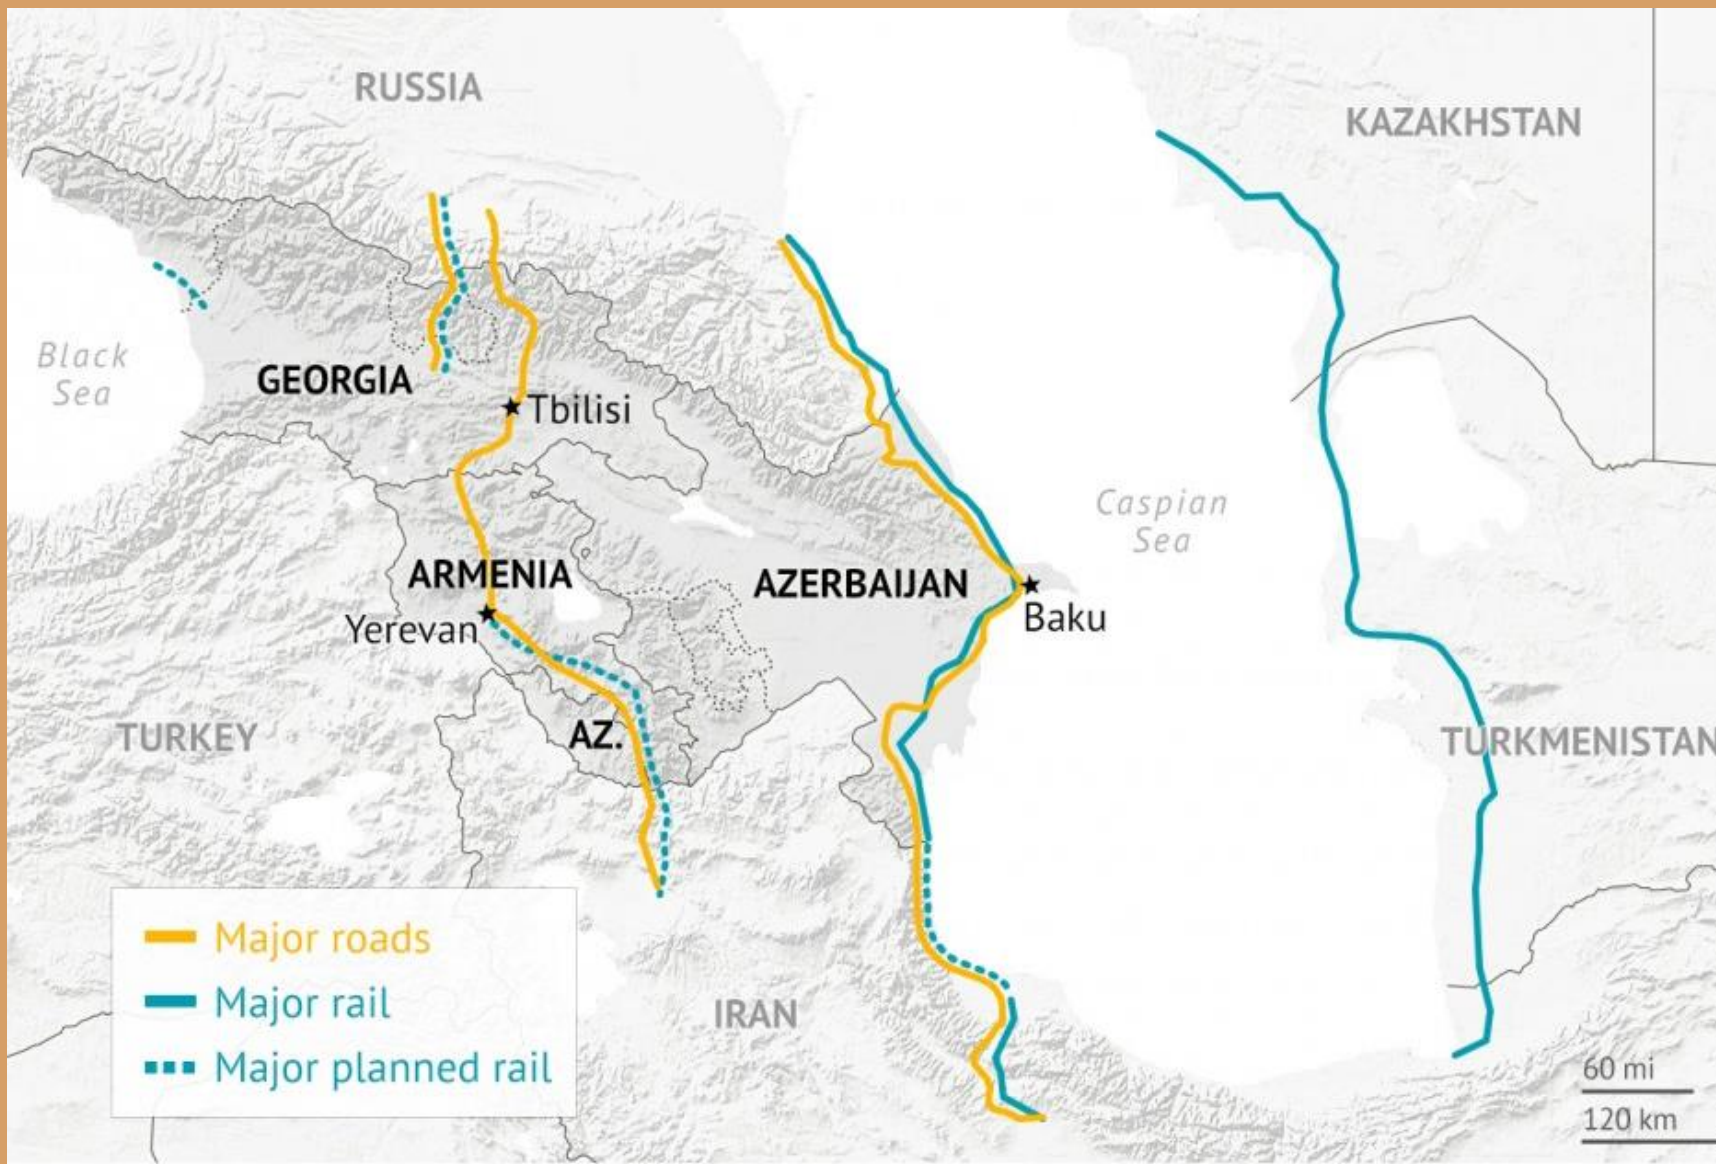 RUSSIA
KAZAKHSTAN
Black
Sea
GEORGIA
Tbilisi
Caspian
Sea
ARMENIA
AZERBAIJAN
Yerevan
Baku
TURKEY
AZ.
TURKMENISTAN
IRAN
Major roads
Major rail
Major planned rail
60 mi
120 km